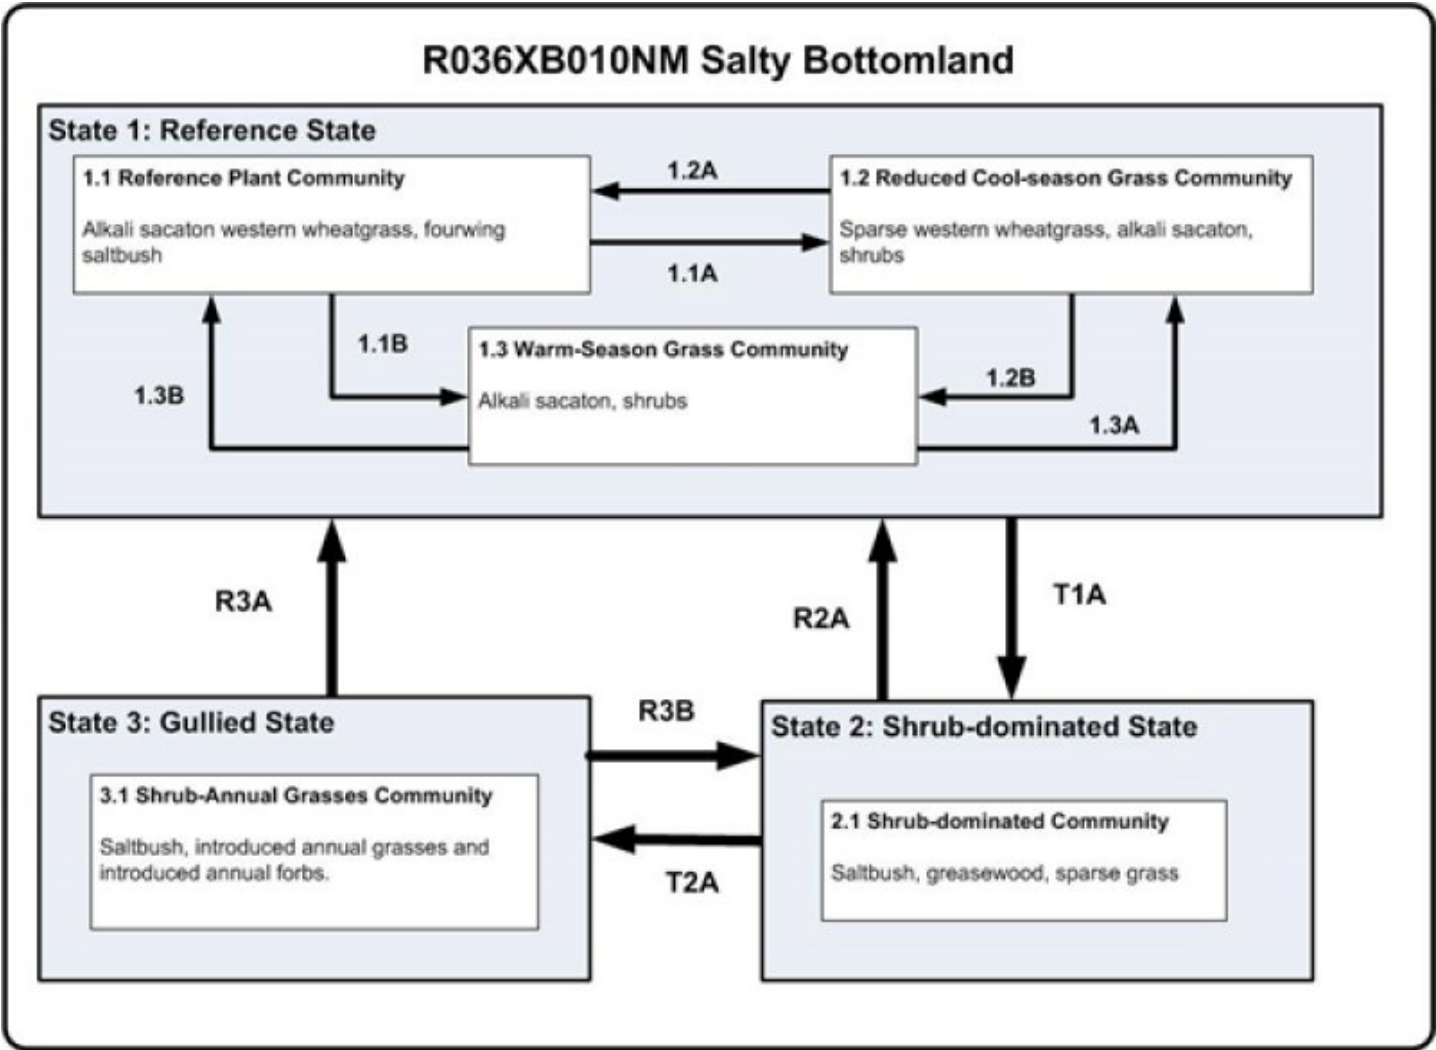 R036XB010NM Salty Bottomland
State 1: Reference State
1.1 Reference Plant Community
Alkali sacaton western wheatgrass, fourwing
saltbush
1.2A
1.1A
1.2 Reduced Cool-season Grass Community
Sparse western wheatgrass, alkali sacaton,
shrubs
1.3B
1.1B
1.3 Warm-Season Grass Community
Alkali sacaton, shrubs
1.2B
1.3A
R3A
R2A
T1A
State 3: Gullied State
3.1 Shrub-Annual Grasses Community
Saltbush, introduced annual grasses and
introduced annual forbs.
R3B
T2A
State 2: Shrub-dominated State
2.1 Shrub-dominated Community
Saltbush, greasewood, sparse grass